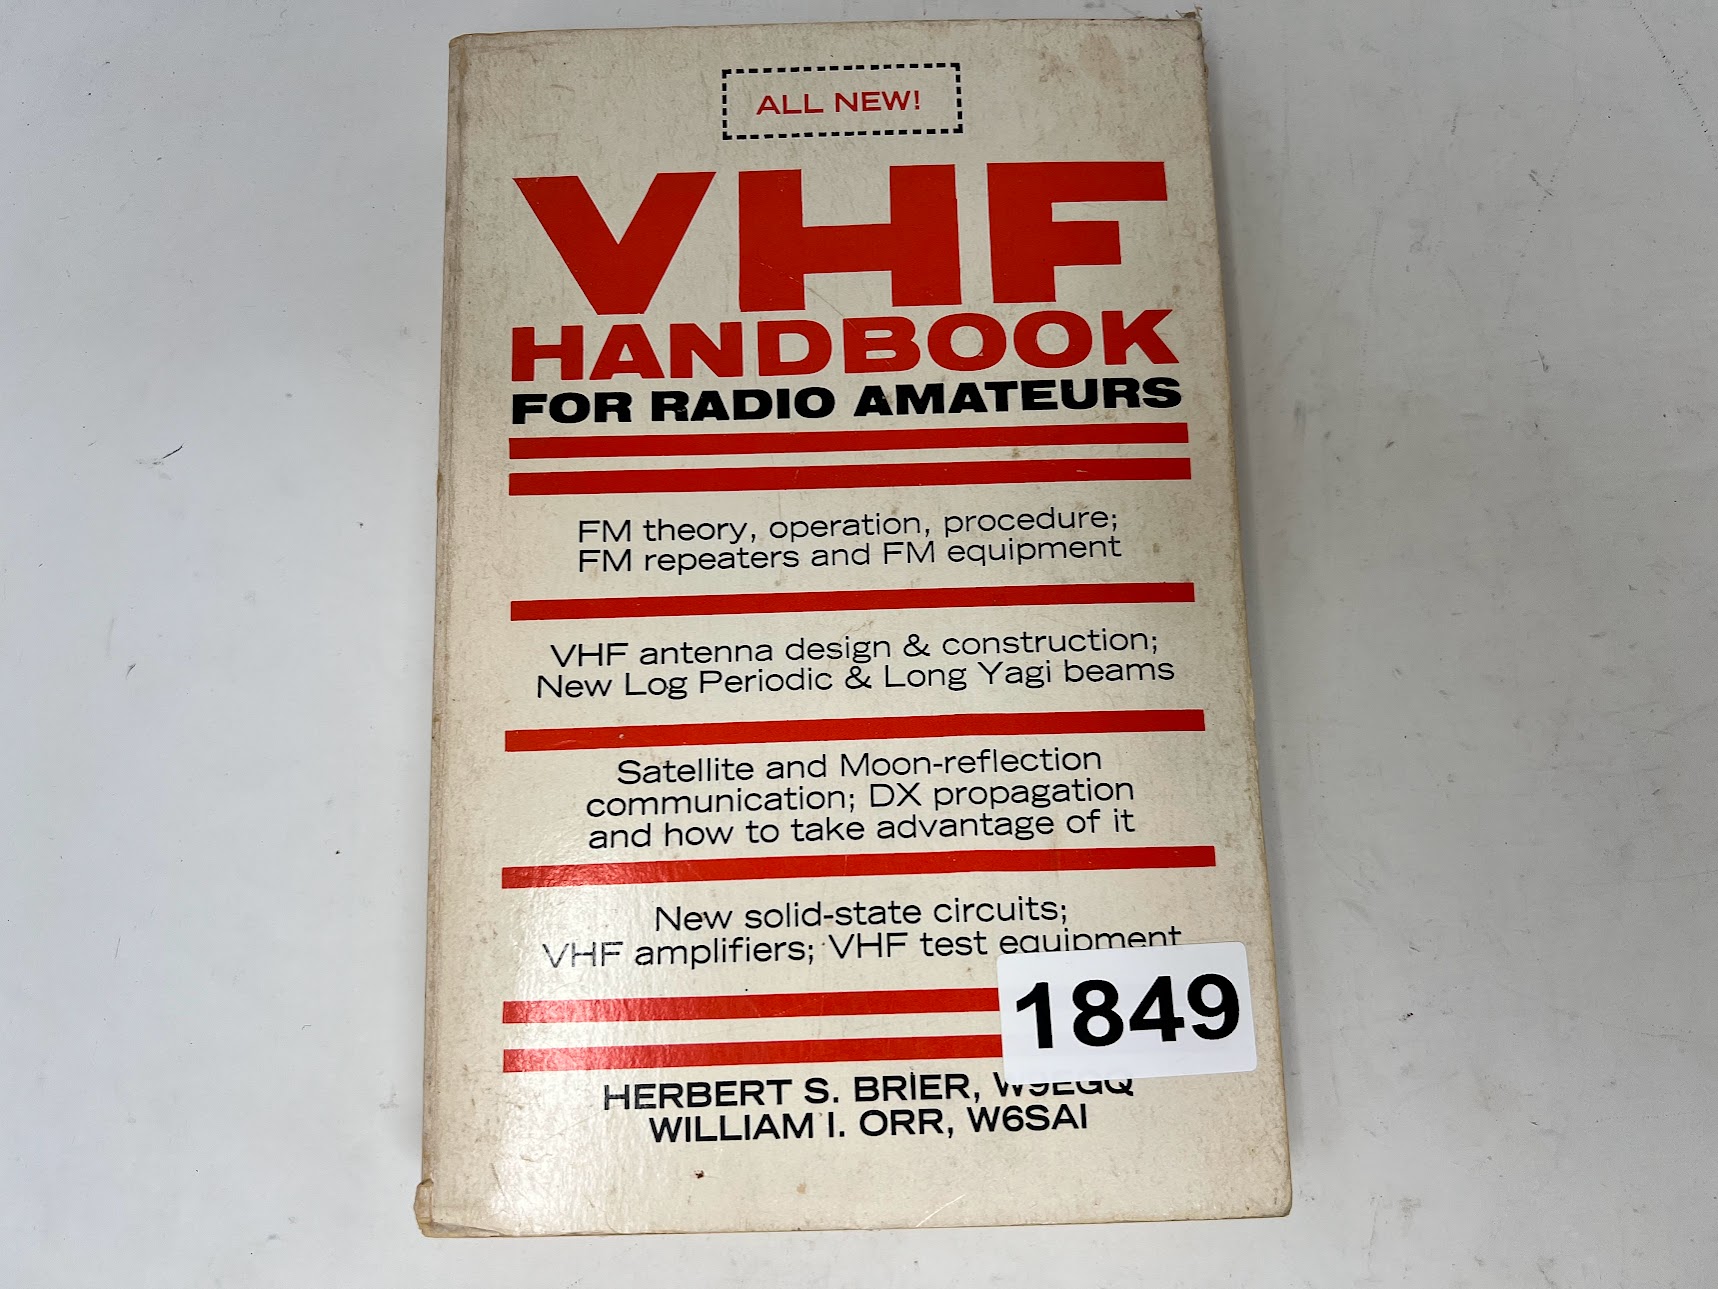 ALL NEW!
VHF
HANDBOOK
FOR RADIO AMATEURS
FM theory, operation, procedure;
FM repeaters and FM equipment
VHF antenna design & construction;
New Log Periodic & Long Yagi beams
Satellite and Moon-reflection
communication; DX propagation
and how to take advantage of it
New solid-state circuits;
VHF amplifiers; VHF test equipment
1849
HERBERT S. BRIER, W9EGQ
WILLIAM I. ORR, W6SAI